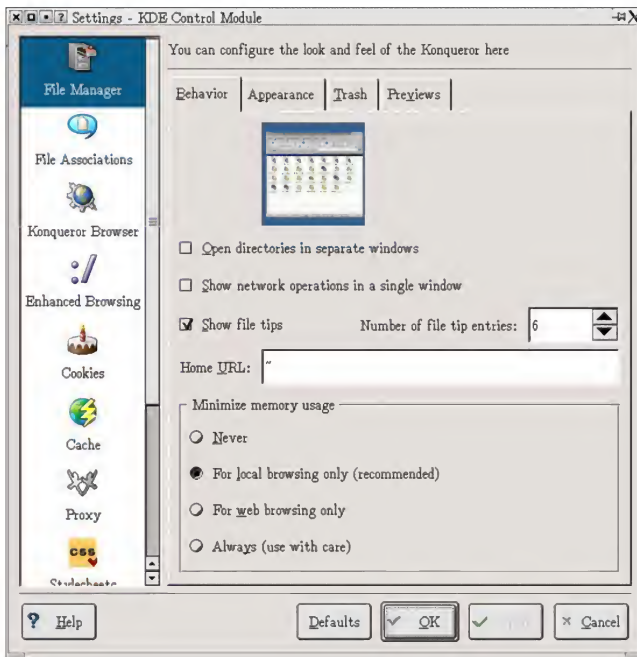 Settings - KDE Control Module
You can configure the look and feel of the Konqueror here
File Manager
File Associations
Konqueror Browser
Enhanced Browsing
Cookies
Cache
Proxy
CSS
Stylesheets
Behavior Appearance Trash Previews
Open directories in separate windows
Show network operations in a single window
Show file tips Number of file tip entries: 6
Home URL: ~
Minimize memory usage
Never
For local browsing only (recommended)
For web browsing only
Always (use with care)
? Help Defaults OK Cancel